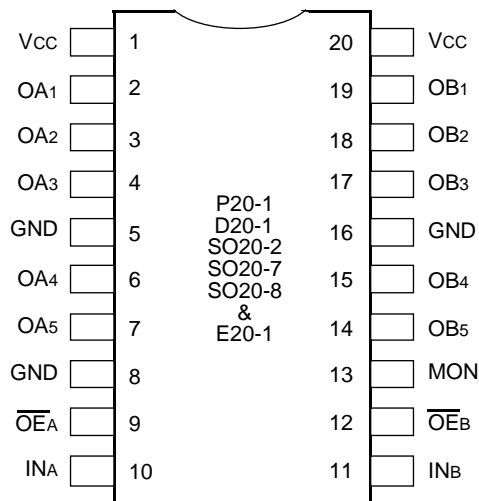 VCC 1 20 VCC
OA1 2 19 OB1
OA2 3 18 OB2
OA3 4 17 OB3
P20-1
D20-1
SO20-2
SO20-7
SO20-8
&
E20-1
GND 5 16 GND
OA4 6 15 OB4
OA5 7 14 OB5
GND 8 13 MON
O̅E̅A 9 12 O̅E̅B
INA 10 11 INB